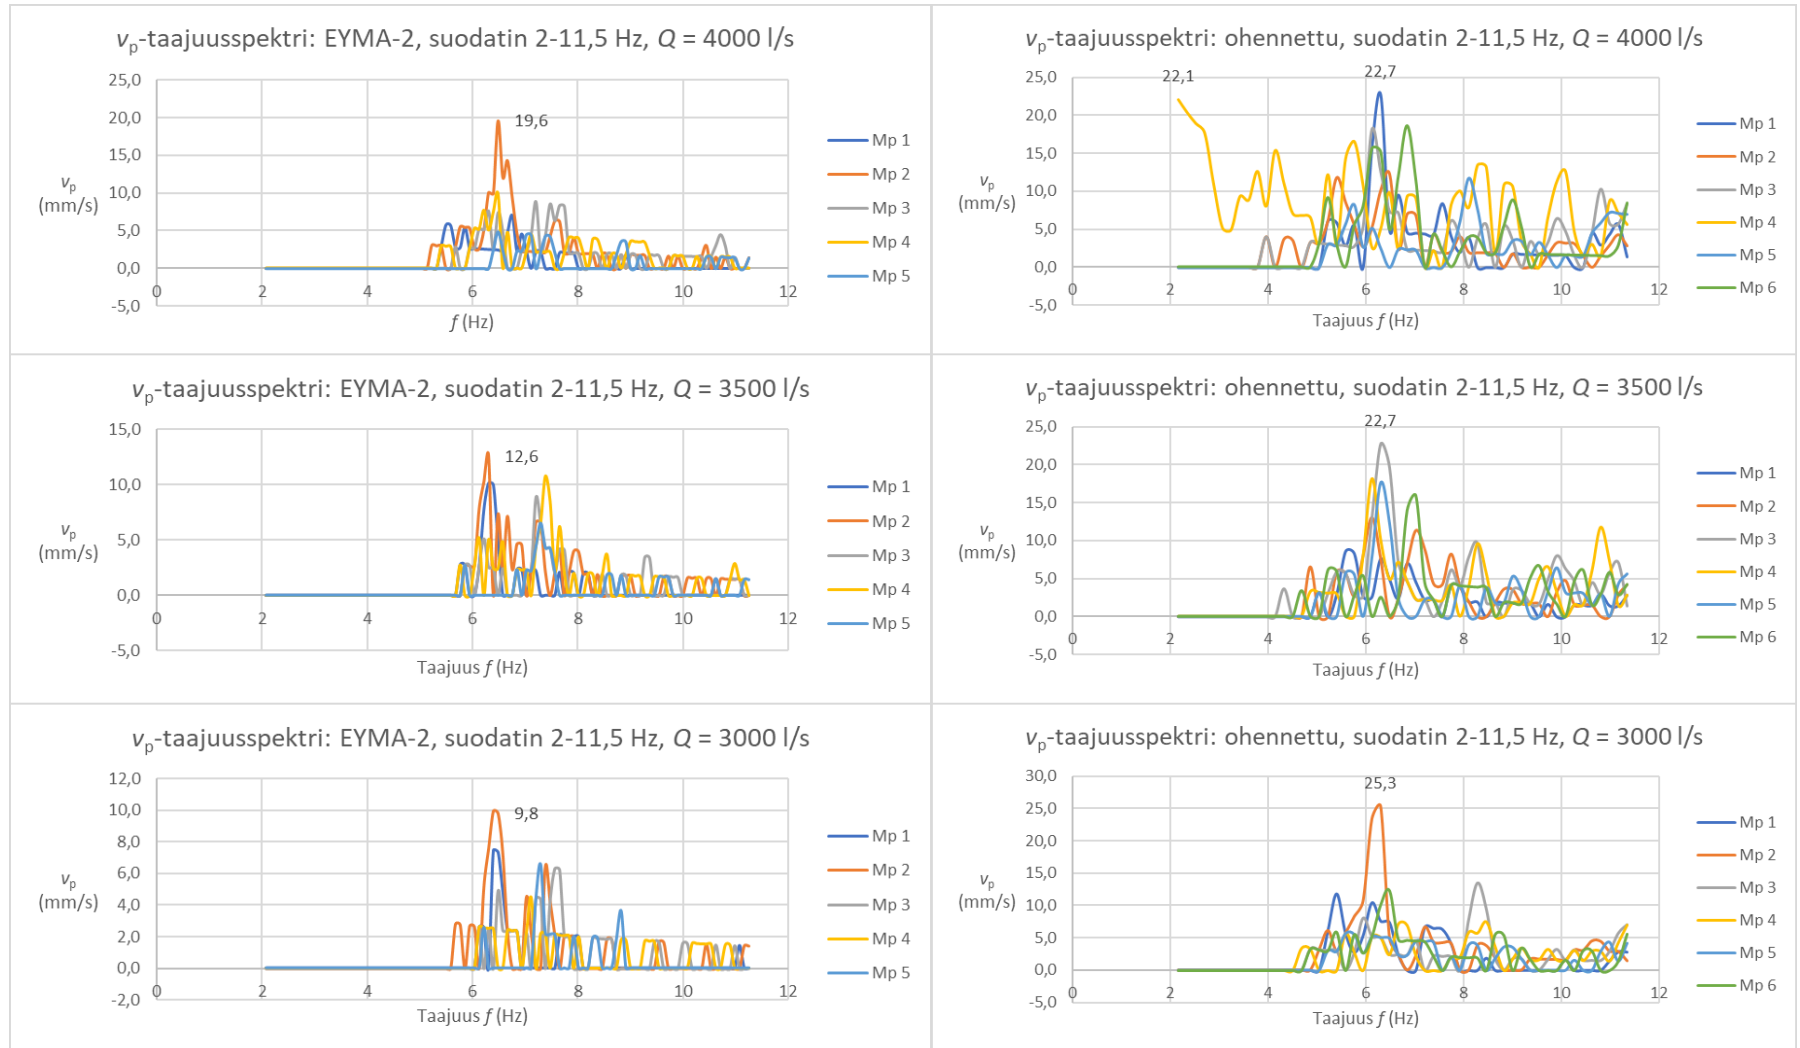 vp-taajuusspektri: EYMA-2, suodatin 2-11,5 Hz, Q = 4000 l/s
25,0
20,0
15,0
10,0
5,0
0,0
-5,0
vp
(mm/s)
19,6
0
2
4
6
8
10
12
f (Hz)
Mp 1
Mp 2
Mp 3
Mp 4
Mp 5
vp-taajuusspektri: ohennettu, suodatin 2-11,5 Hz, Q = 4000 l/s
25,0
20,0
15,0
10,0
5,0
0,0
-5,0
vp
(mm/s)
22,1
22,7
0
2
4
6
8
10
12
Taajuus f (Hz)
Mp 1
Mp 2
Mp 3
Mp 4
Mp 5
Mp 6
vp-taajuusspektri: EYMA-2, suodatin 2-11,5 Hz, Q = 3500 l/s
15,0
10,0
5,0
0,0
-5,0
vp
(mm/s)
12,6
0
2
4
6
8
10
12
Taajuus f (Hz)
Mp 1
Mp 2
Mp 3
Mp 4
Mp 5
vp-taajuusspektri: ohennettu, suodatin 2-11,5 Hz, Q = 3500 l/s
25,0
20,0
15,0
10,0
5,0
0,0
-5,0
vp
(mm/s)
22,7
0
2
4
6
8
10
12
Taajuus f (Hz)
Mp 1
Mp 2
Mp 3
Mp 4
Mp 5
Mp 6
vp-taajuusspektri: EYMA-2, suodatin 2-11,5 Hz, Q = 3000 l/s
12,0
10,0
8,0
6,0
4,0
2,0
0,0
-2,0
vp
(mm/s)
9,8
0
2
4
6
8
10
12
Taajuus f (Hz)
Mp 1
Mp 2
Mp 3
Mp 4
Mp 5
vp-taajuusspektri: ohennettu, suodatin 2-11,5 Hz, Q = 3000 l/s
30,0
25,0
20,0
15,0
10,0
5,0
0,0
-5,0
vp
(mm/s)
25,3
0
2
4
6
8
10
12
Taajuus f (Hz)
Mp 1
Mp 2
Mp 3
Mp 4
Mp 5
Mp 6